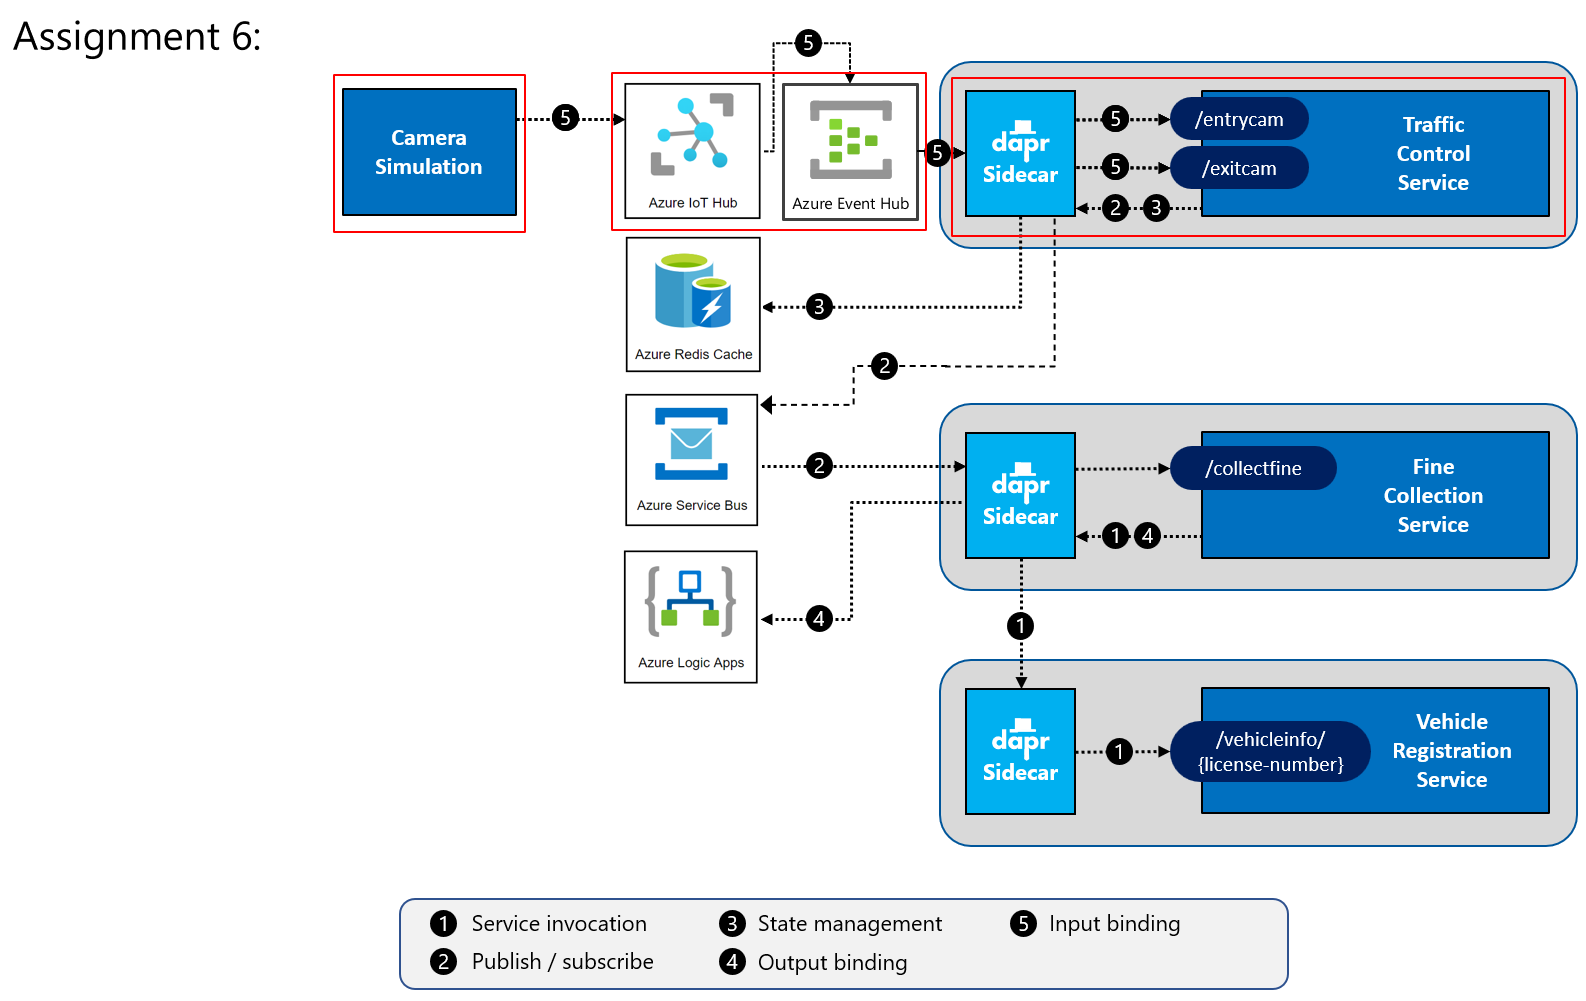 Assignment 6:
5
Camera
Simulation
5
Azure IoT Hub
Azure Event Hub
5
dapr
Sidecar
5
/entrycam
5
/exitcam
2 3
Traffic
Control
Service
Azure Redis Cache
3
2
Azure Service Bus
2
dapr
Sidecar
/collectfine
1 4
Fine
Collection
Service
Azure Logic Apps
4
1
dapr
Sidecar
1
/vehicleinfo/
{license-number}
Vehicle
Registration
Service
1 Service invocation
2 Publish / subscribe
3 State management
4 Output binding
5 Input binding